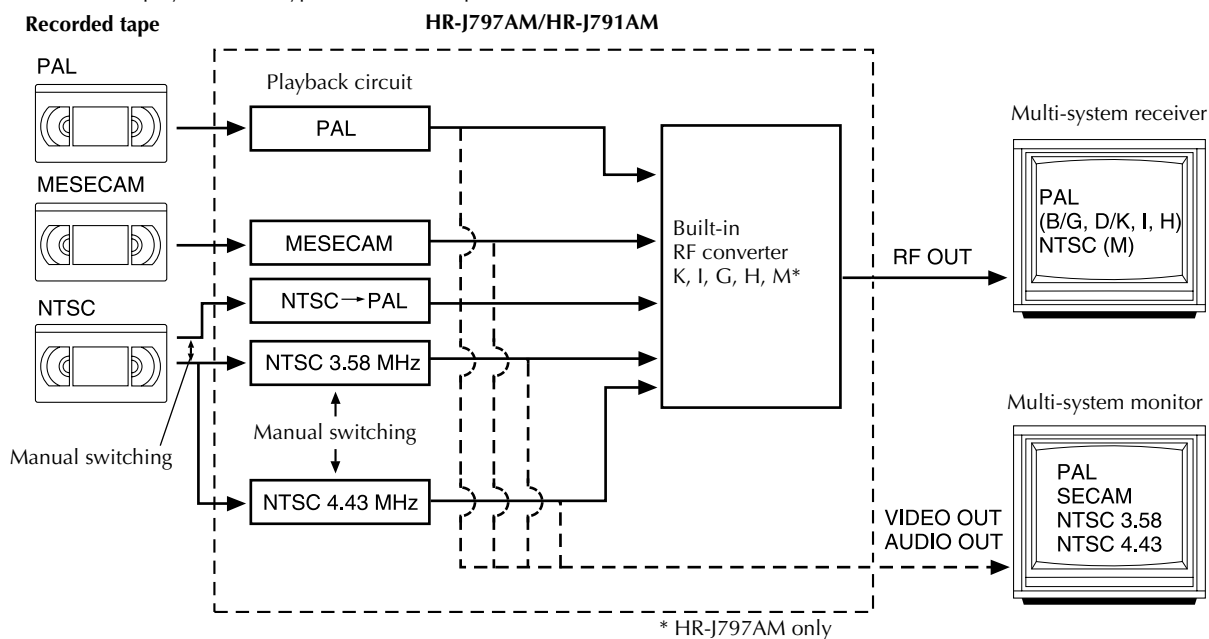 Recorded tape
HR-J797AM/HR-J791AM
PAL
MESECAM
NTSC
Manual switching
Playback circuit
PAL
MESECAM
NTSC→PAL
NTSC 3.58 MHz
Manual switching
NTSC 4.43 MHz
Built-in
RF converter
K, I, G, H, M*
RF OUT
VIDEO OUT
AUDIO OUT
Multi-system receiver
PAL
(B/G, D/K, I, H)
NTSC (M)
Multi-system monitor
PAL
SECAM
NTSC 3.58
NTSC 4.43
* HR-J797AM only